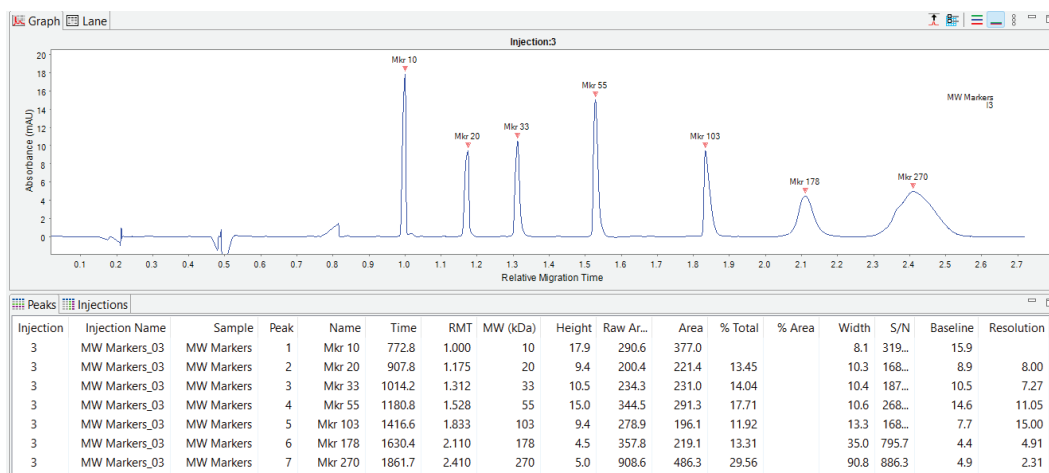 Graph Lane
Injection:3
Absorbance (mAU)
20
18
16
14
12
10
8
6
4
2
0
Mkr 10
Mkr 20
Mkr 33
Mkr 55
Mkr 103
Mkr 178
Mkr 270
MW Markers
I3
0.1 0.2 0.3 0.4 0.5 0.6 0.7 0.8 0.9 1.0 1.1 1.2 1.3 1.4 1.5 1.6 1.7 1.8 1.9 2.0 2.1 2.2 2.3 2.4 2.5 2.6 2.7
Relative Migration Time
Peaks Injections
Injection Injection Name Sample Peak Name Time RMT MW (kDa) Height Raw Ar... Area % Total % Area Width S/N Baseline Resolution
3 MW Markers_03 MW Markers 1 Mkr 10 772.8 1.000 10 17.9 290.6 377.0 8.1 319... 15.9
3 MW Markers_03 MW Markers 2 Mkr 20 907.8 1.175 20 9.4 200.4 221.4 13.45 10.3 168... 8.9 8.00
3 MW Markers_03 MW Markers 3 Mkr 33 1014.2 1.312 33 10.5 234.3 231.0 14.04 10.4 187... 10.5 7.27
3 MW Markers_03 MW Markers 4 Mkr 55 1180.8 1.528 55 15.0 344.5 291.3 17.71 10.6 268... 14.6 11.05
3 MW Markers_03 MW Markers 5 Mkr 103 1416.6 1.833 103 9.4 278.9 196.1 11.92 13.3 168... 7.7 15.00
3 MW Markers_03 MW Markers 6 Mkr 178 1630.4 2.110 178 4.5 357.8 219.1 13.31 35.0 795.7 4.4 4.91
3 MW Markers_03 MW Markers 7 Mkr 270 1861.7 2.410 270 5.0 908.6 486.3 29.56 90.8 886.3 4.9 2.31